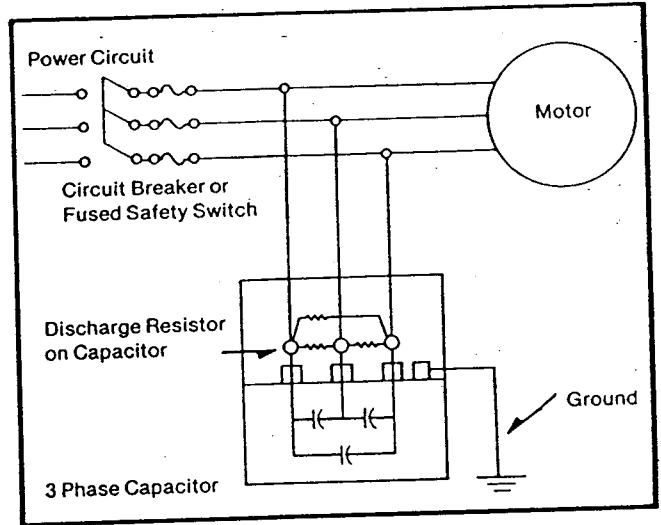 Power Circuit
Motor
Circuit Breaker or
Fused Safety Switch
Discharge Resistor
on Capacitor
Ground
3 Phase Capacitor